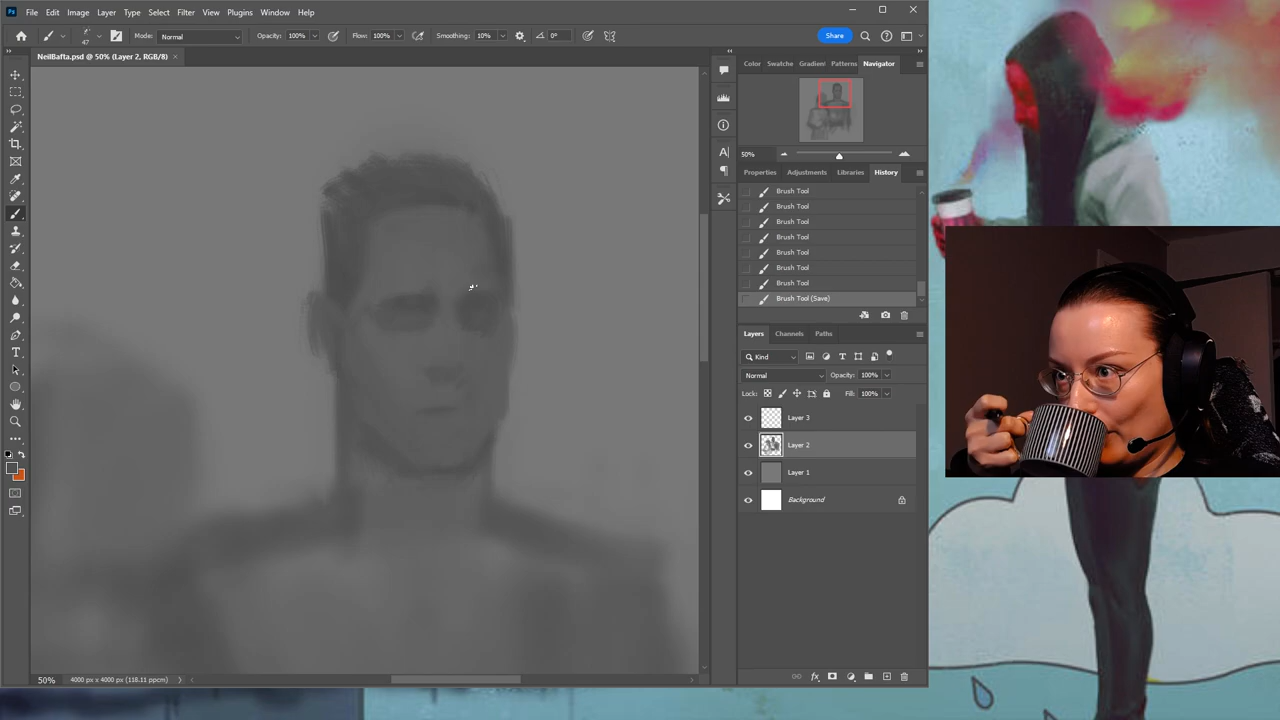 Ps File Edit Image Layer Type Select Filter View Plugins Window Help
47 Mode: Normal Opacity: 100% Flow: 100% Smoothing: 10% 0° Share
NeilBafta.psd @ 50% (Layer 2, RGB/8)
Color Swatche Gradien Patterns Navigator
50%
Properties Adjustments Libraries History
Brush Tool
Brush Tool
Brush Tool
Brush Tool
Brush Tool
Brush Tool
Brush Tool
Brush Tool (Save)
Layers Channels Paths
Kind
Normal Opacity: 100%
Lock: Fill: 100%
Layer 3
Layer 2
Layer 1
Background
50% 4000 px x 4000 px (118.11 ppcm)